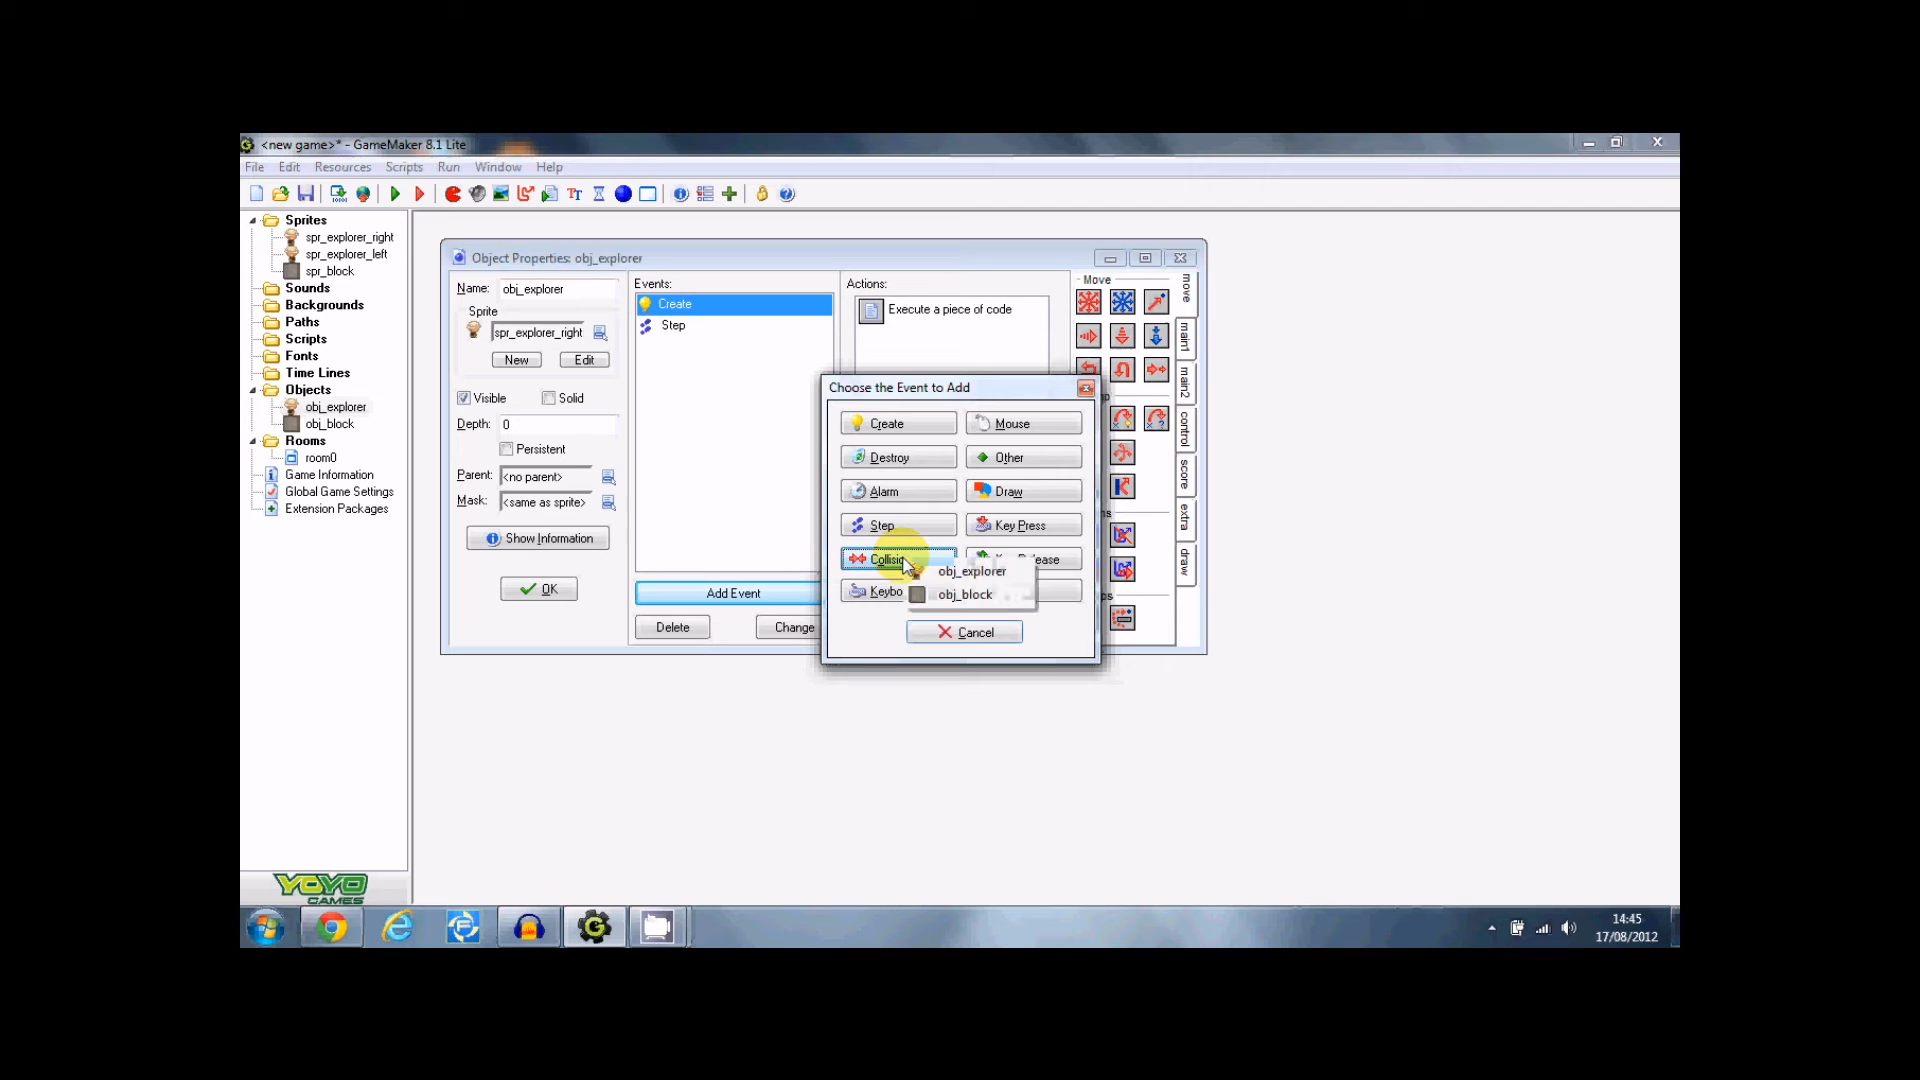 <new game>* - GameMaker 8.1 Lite
File Edit Resources Scripts Run Window Help
Sprites
spr_explorer_right
spr_explorer_left
spr_block
Sounds
Backgrounds
Paths
Scripts
Fonts
Time Lines
Objects
obj_explorer
obj_block
Rooms
room0
Game Information
Global Game Settings
Extension Packages
YOYO
GAMES
Object Properties: obj_explorer
Name: obj_explorer
Sprite
spr_explorer_right
New Edit
Visible Solid
Depth: 0
Persistent
Parent: <no parent>
Mask: <same as sprite>
Show Information
OK
Events:
Create
Step
Add Event
Delete Change
Actions:
Execute a piece of code
Move
move
main1
main2
control
score
extra
draw
Choose the Event to Add
Create Mouse
Destroy Other
Alarm Draw
Step Key Press
obj_explorer
obj_block
Cancel
14:45
17/08/2012